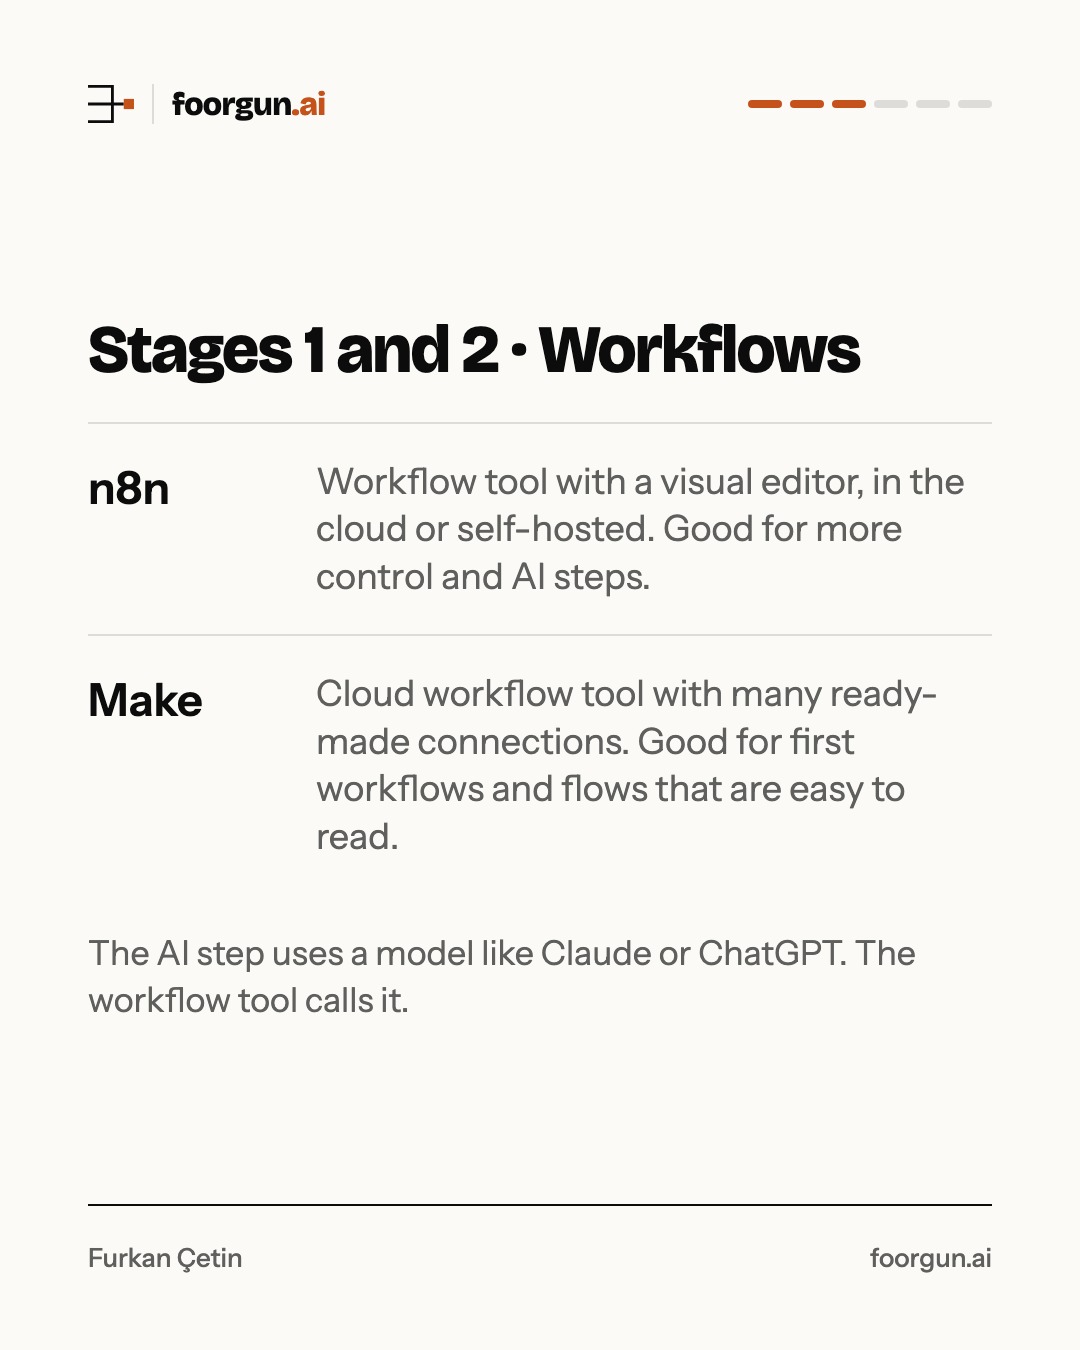 foorgun.ai
Stages 1 and 2 · Workflows
n8n
Workflow tool with a visual editor, in the
cloud or self-hosted. Good for more
control and AI steps.
Make
Cloud workflow tool with many ready-
made connections. Good for first
workflows and flows that are easy to
read.
The AI step uses a model like Claude or ChatGPT. The
workflow tool calls it.
Furkan Çetin
foorgun.ai